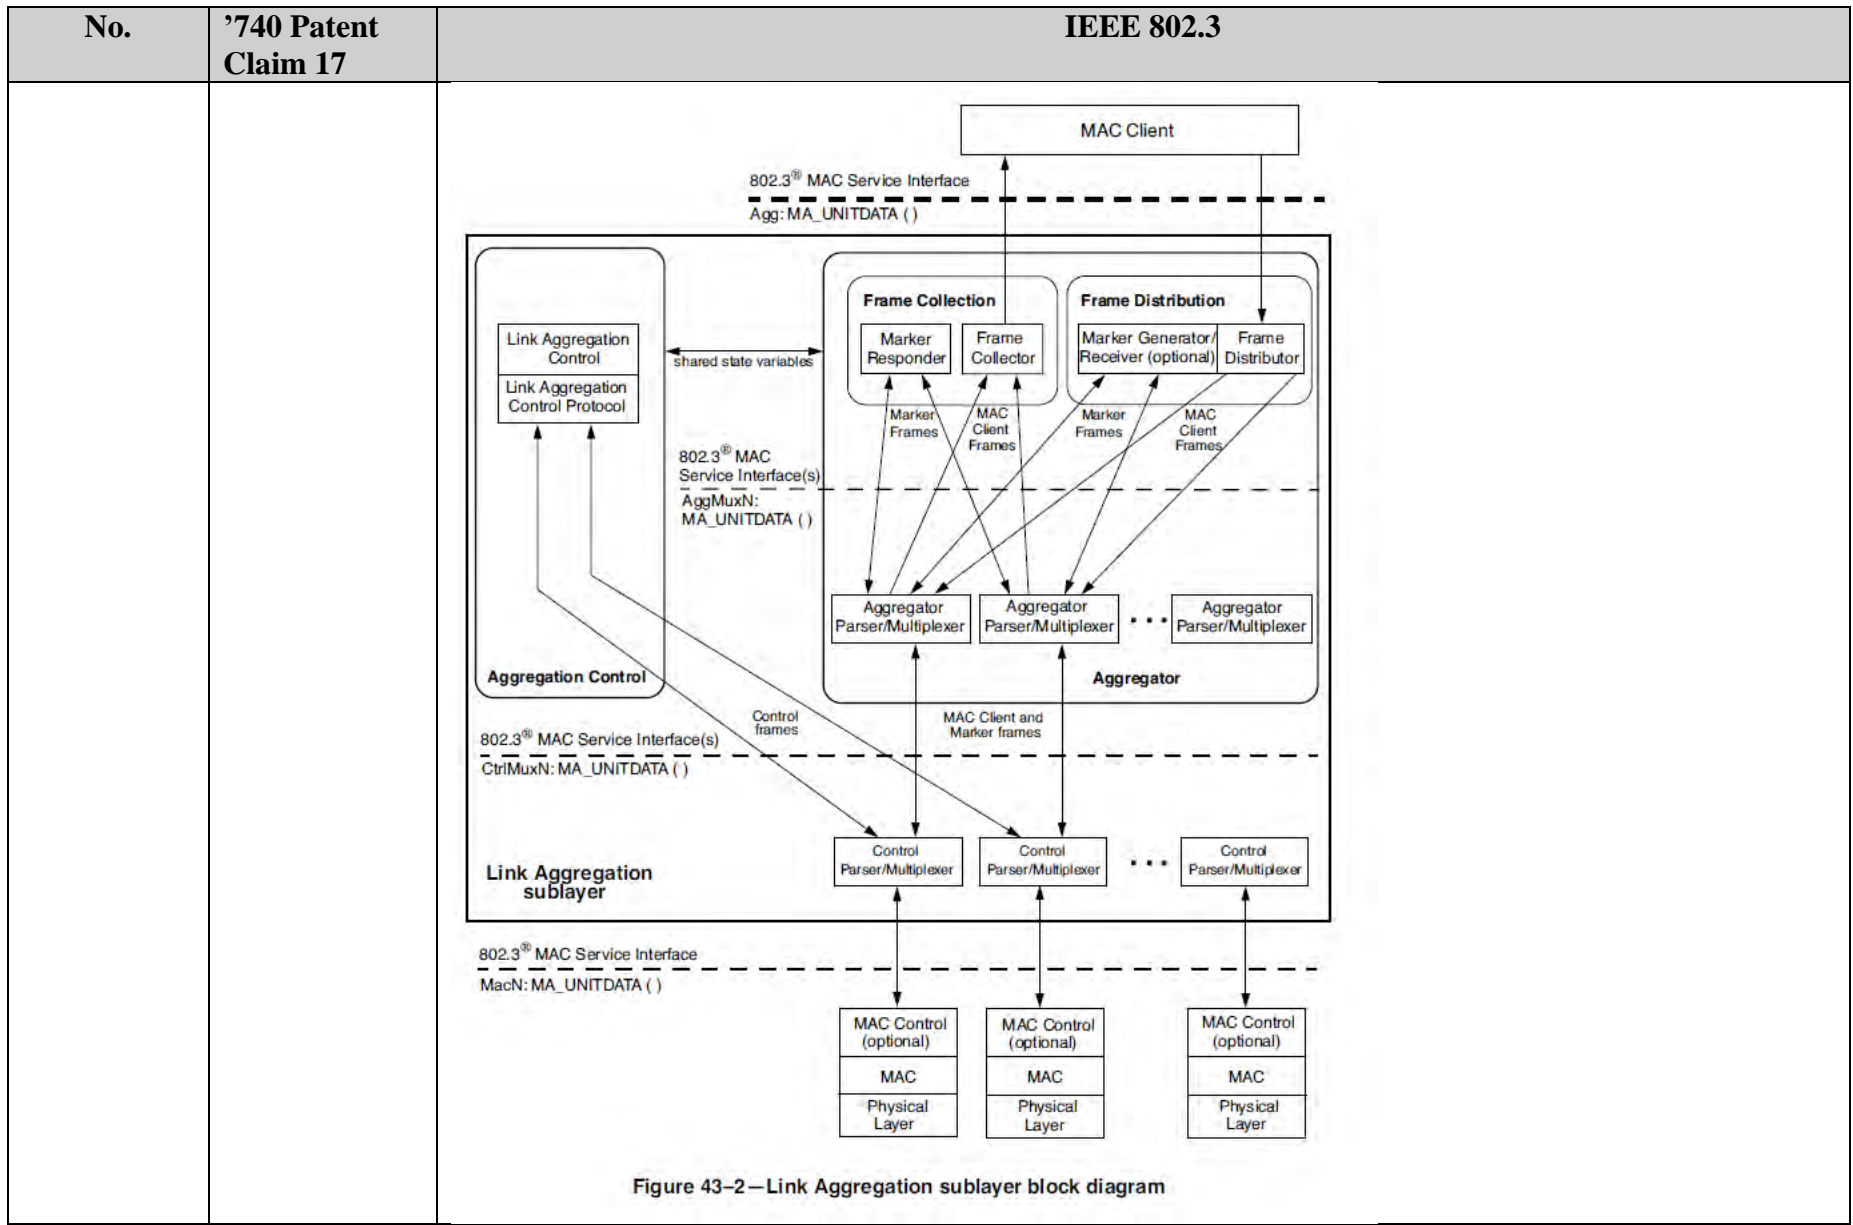 No.
’740 Patent
Claim 17
IEEE 802.3
MAC Client
802.3® MAC Service Interface
Agg: MA_UNITDATA ( )
Frame Collection
Frame Distribution
Link Aggregation
Control
Link Aggregation
Control Protocol
shared state variables
Marker
Responder
Frame
Collector
Marker Generator/
Receiver (optional)
Frame
Distributor
Marker
Frames
MAC
Client
Frames
Marker
Frames
MAC
Client
Frames
802.3® MAC
Service Interface(s)
AggMuxN:
MA_UNITDATA ( )
Aggregator
Parser/Multiplexer
Aggregator
Parser/Multiplexer
Aggregator
Parser/Multiplexer
Aggregation Control
Aggregator
Control
frames
MAC Client and
Marker frames
802.3® MAC Service Interface(s)
CtrlMuxN: MA_UNITDATA ( )
Control
Parser/Multiplexer
Control
Parser/Multiplexer
Control
Parser/Multiplexer
Link Aggregation
sublayer
802.3® MAC Service Interface
MacN: MA_UNITDATA ( )
MAC Control
(optional)
MAC
Physical
Layer
MAC Control
(optional)
MAC
Physical
Layer
MAC Control
(optional)
MAC
Physical
Layer
Figure 43–2—Link Aggregation sublayer block diagram